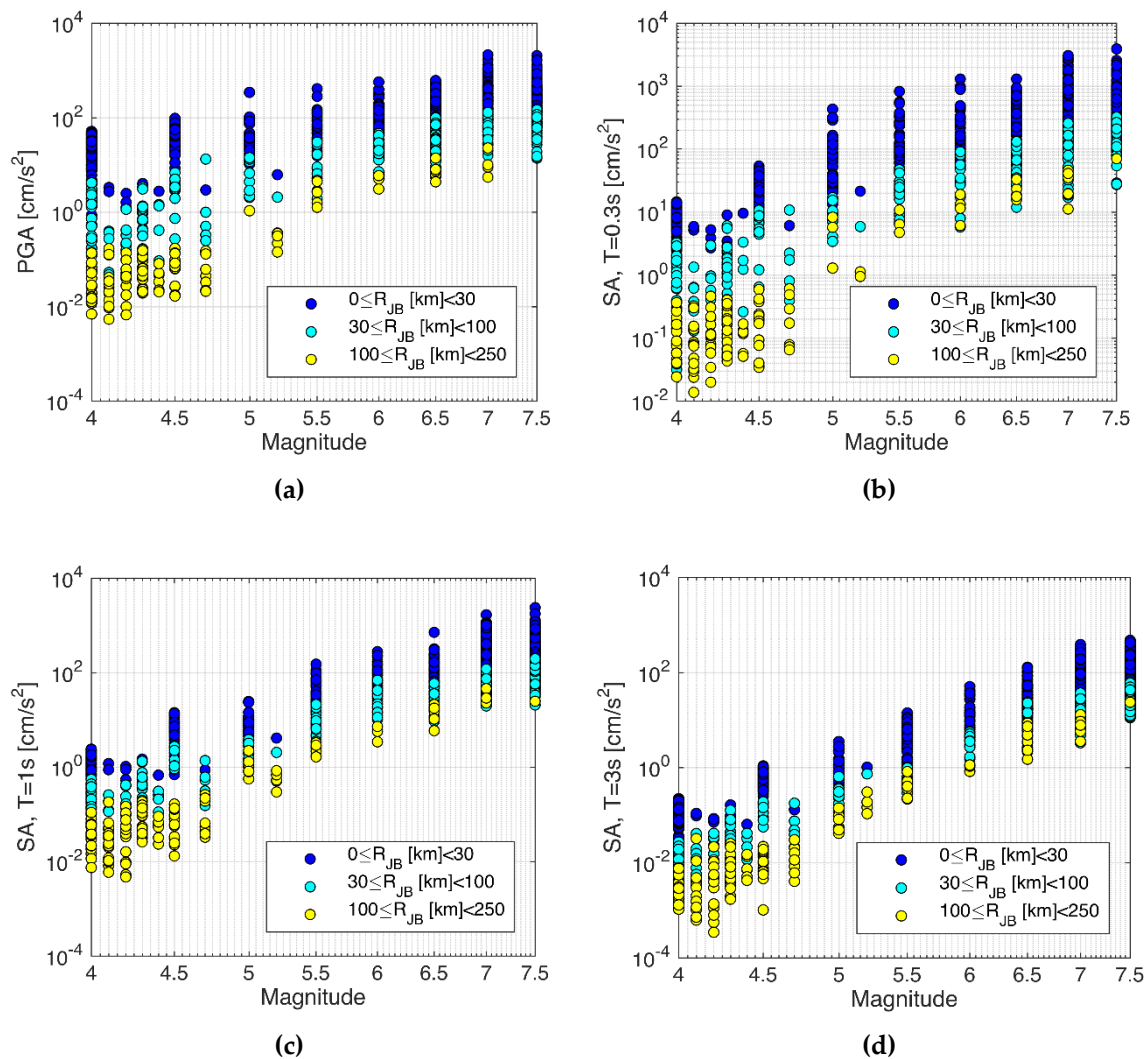 10^4
10^2
10^0
10^-2
10^-4
PGA [cm/s^2]
4 4.5 5 5.5 6 6.5 7 7.5
Magnitude
0≤R_JB [km]<30
30≤R_JB [km]<100
100≤R_JB [km]<250
(a)
10^4
10^3
10^2
10^1
10^0
10^-1
10^-2
SA, T=0.3s [cm/s^2]
4 4.5 5 5.5 6 6.5 7 7.5
Magnitude
0≤R_JB [km]<30
30≤R_JB [km]<100
100≤R_JB [km]<250
(b)
10^4
10^2
10^0
10^-2
10^-4
SA, T=1s [cm/s^2]
4 4.5 5 5.5 6 6.5 7 7.5
Magnitude
0≤R_JB [km]<30
30≤R_JB [km]<100
100≤R_JB [km]<250
(c)
10^4
10^2
10^0
10^-2
10^-4
SA, T=3s [cm/s^2]
4 4.5 5 5.5 6 6.5 7 7.5
Magnitude
0≤R_JB [km]<30
30≤R_JB [km]<100
100≤R_JB [km]<250
(d)